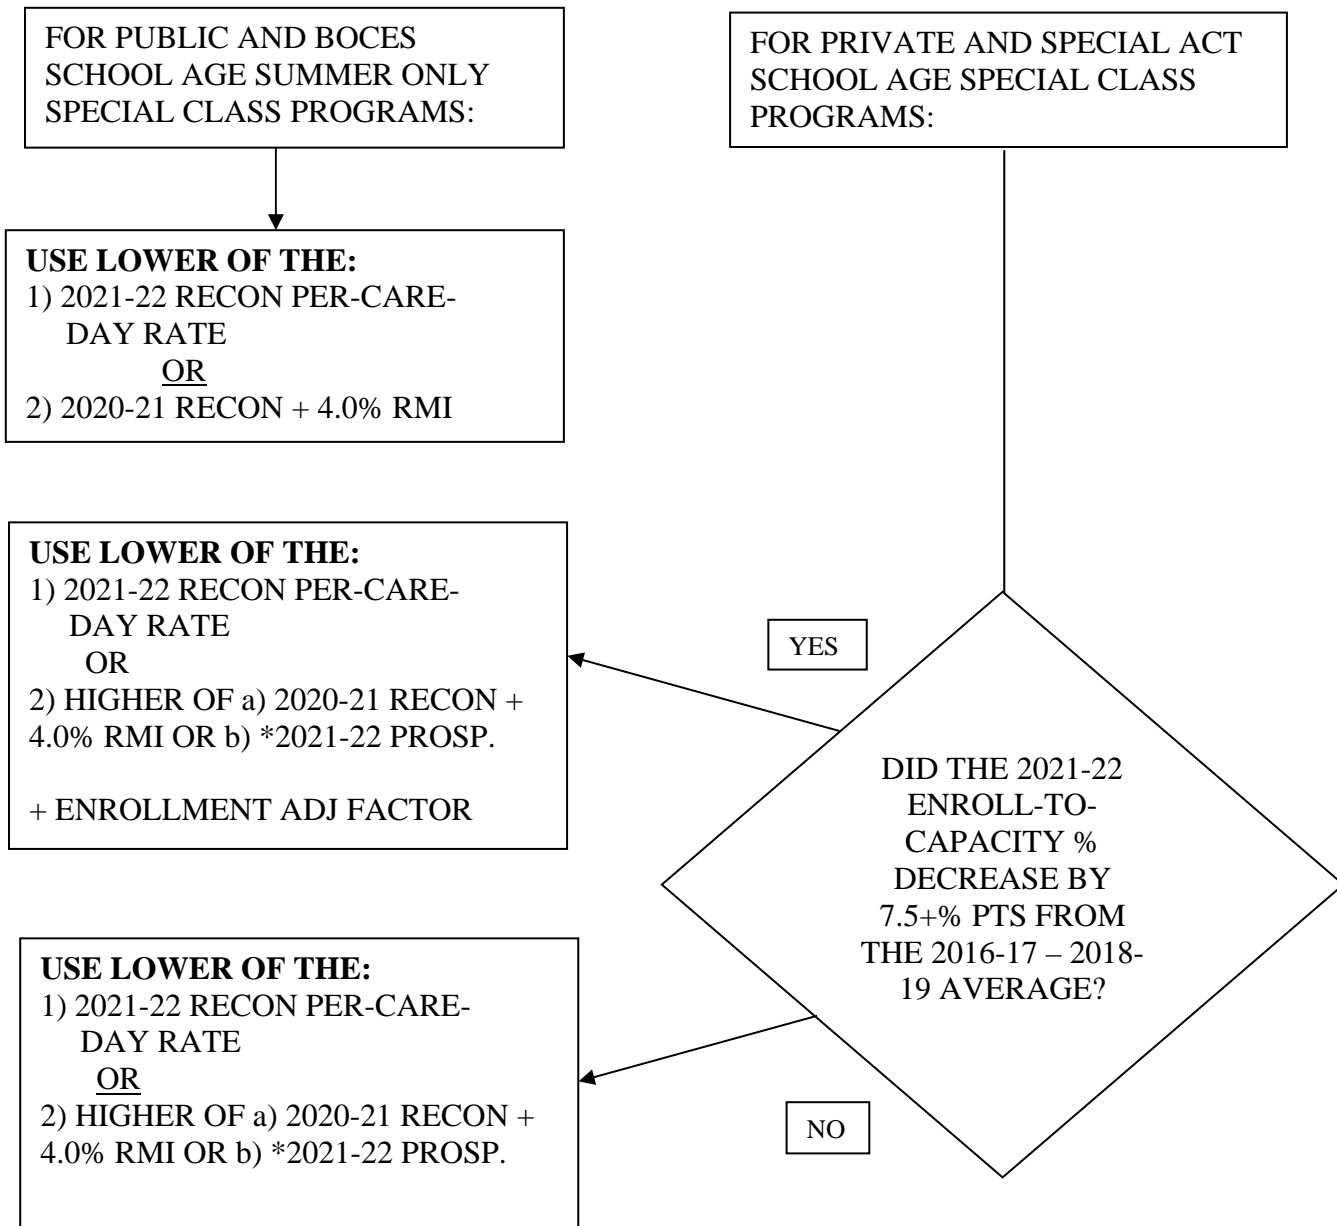 FOR PUBLIC AND BOCES
SCHOOL AGE SUMMER ONLY
SPECIAL CLASS PROGRAMS:
FOR PRIVATE AND SPECIAL ACT
SCHOOL AGE SPECIAL CLASS
PROGRAMS:
USE LOWER OF THE:
1) 2021-22 RECON PER-CARE-
DAY RATE
OR
2) 2020-21 RECON + 4.0% RMI
USE LOWER OF THE:
1) 2021-22 RECON PER-CARE-
DAY RATE
OR
2) HIGHER OF a) 2020-21 RECON +
4.0% RMI OR b) *2021-22 PROSP.
+ ENROLLMENT ADJ FACTOR
YES
DID THE 2021-22
ENROLL-TO-
CAPACITY %
DECREASE BY
7.5+% PTS FROM
THE 2016-17 – 2018-
19 AVERAGE?
USE LOWER OF THE:
1) 2021-22 RECON PER-CARE-
DAY RATE
OR
2) HIGHER OF a) 2020-21 RECON +
4.0% RMI OR b) *2021-22 PROSP.
NO